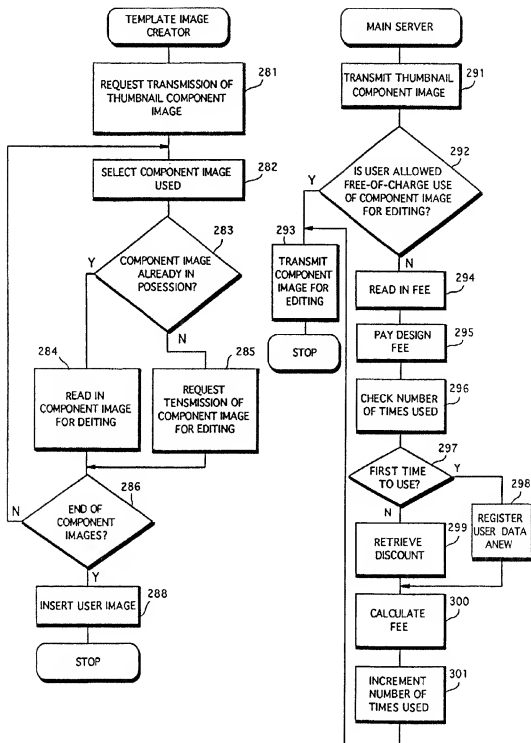 TEMPLATE IMAGE
CREATOR
281
REQUEST TRANSMISSION OF
THUMBNAIL COMPONENT
IMAGE
SELECT COMPONENT IMAGE
USED
282
283
COMPONENT IMAGE
ALREADY IN
POSESSION?
Y
N
284
READ IN
COMPONENT IMAGE
FOR DEITING
285
REQUEST
TENSMISSION OF
COMPONENT IMAGE
FOR EDITING
286
END OF
COMPONENT
IMAGES?
N
Y
288
INSERT USER IMAGE
STOP
MAIN SERVER
291
TRANSMIT THUMBNAIL
COMPONENT IMAGE
292
IS USER ALLOWED
FREE-OF-CHARGE USE
OF COMPONENT IMAGE
FOR EDITING?
Y
N
293
TRANSMIT
COMPONENT
IMAGE FOR
EDITING
STOP
294
READ IN FEE
295
PAY DESIGN
FEE
296
CHECK NUMBER
OF TIMES USED
297
FIRST TIME
TO USE?
Y
N
298
REGISTER
USER DATA
ANEW
299
RETRIEVE
DISCOUNT
300
CALCULATE
FEE
301
INCREMENT
NUMBER OF
TIMES USED